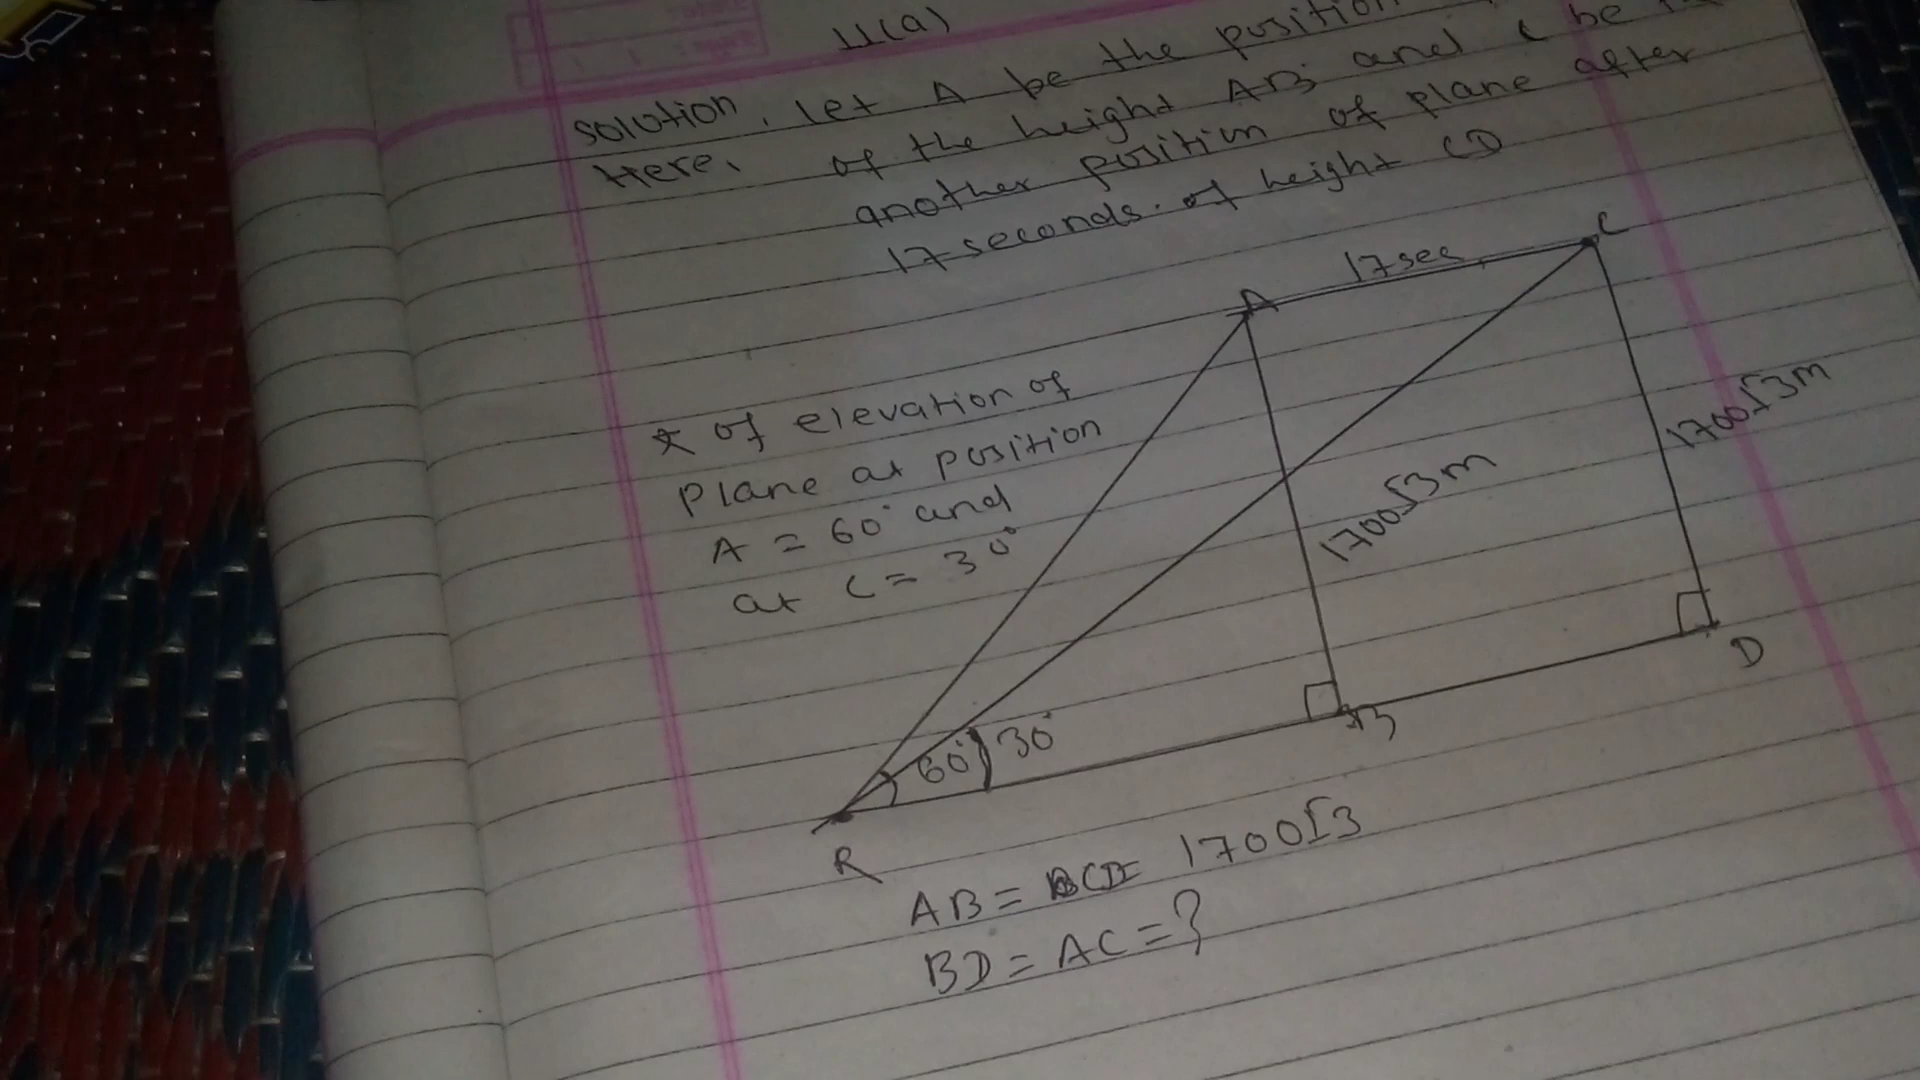 11(a)
Solution, let A be the position
Here, of the height AB and C be
another position of plane after
17 seconds. of height CD
17sec
C
A
∡ of elevation of
Plane at position
A = 60° and
at C = 30°
1700√3m
1700√3m
60° 30°
R
B
D
AB = CD = 1700√3
BD = AC = ?